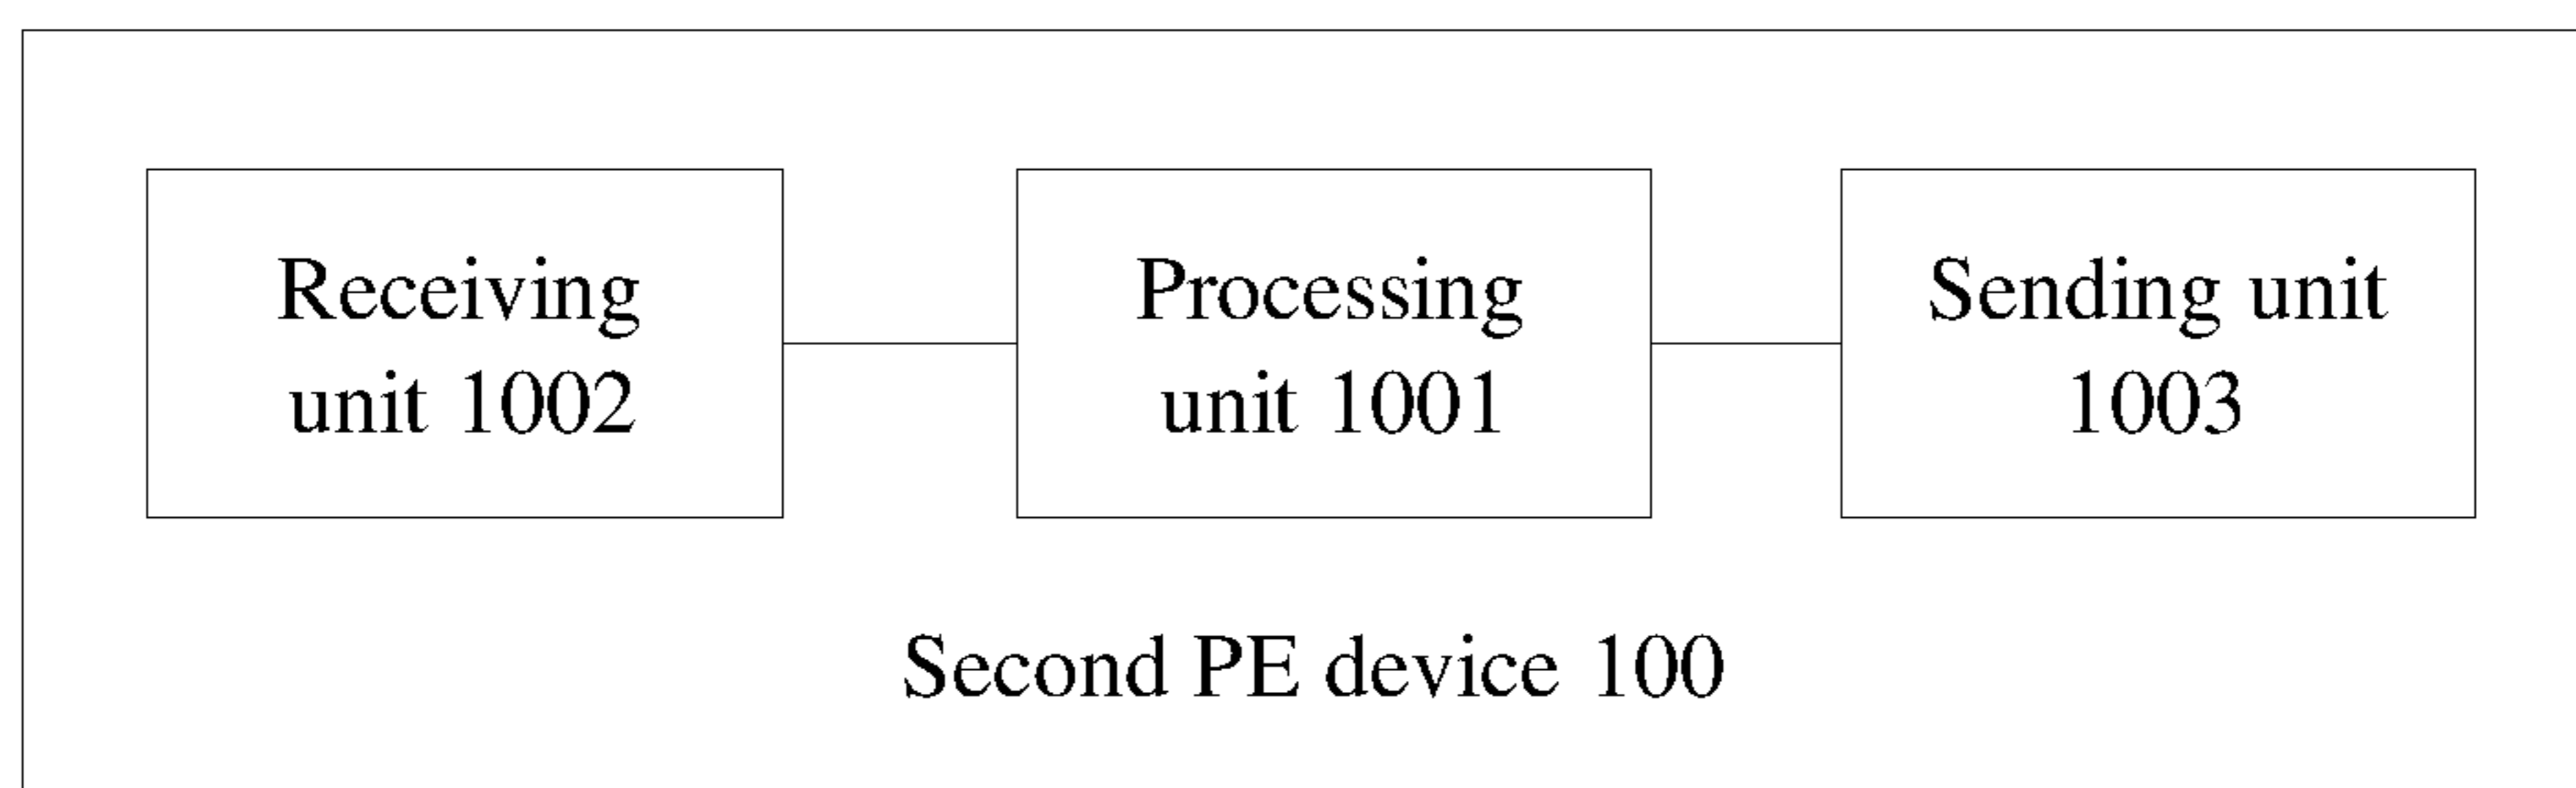 Receiving
unit 1002
Processing
unit 1001
Sending unit
1003
Second PE device 100